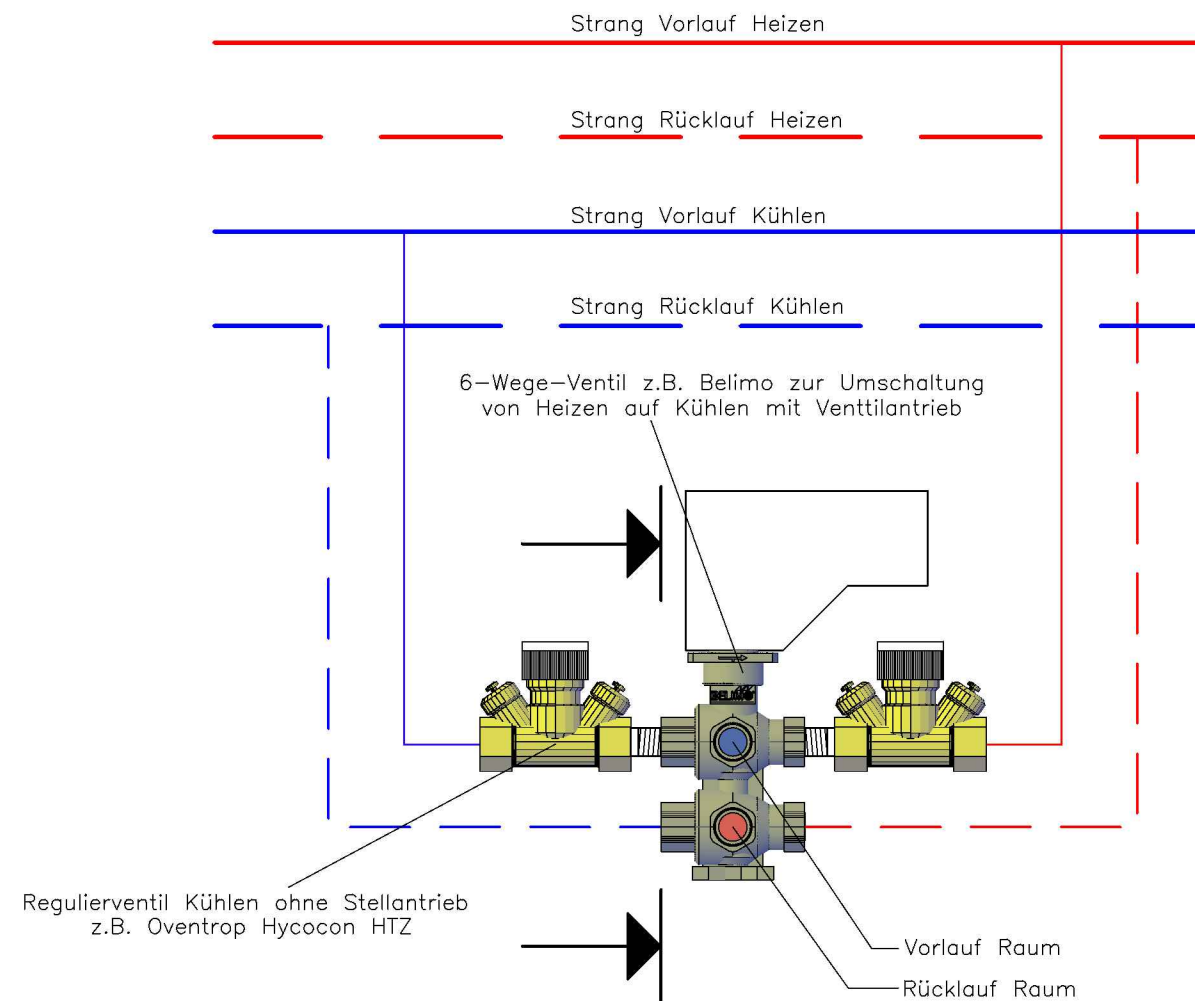 Strang Vorlauf Heizen
Strang Rücklauf Heizen
Strang Vorlauf Kühlen
Strang Rücklauf Kühlen
6-Wege-Ventil z.B. Belimo zur Umschaltung
von Heizen auf Kühlen mit Venttilantrieb
BELIMO
Regulierventil Kühlen ohne Stellantrieb
z.B. Oventrop Hycocon HTZ
Vorlauf Raum
Rücklauf Raum